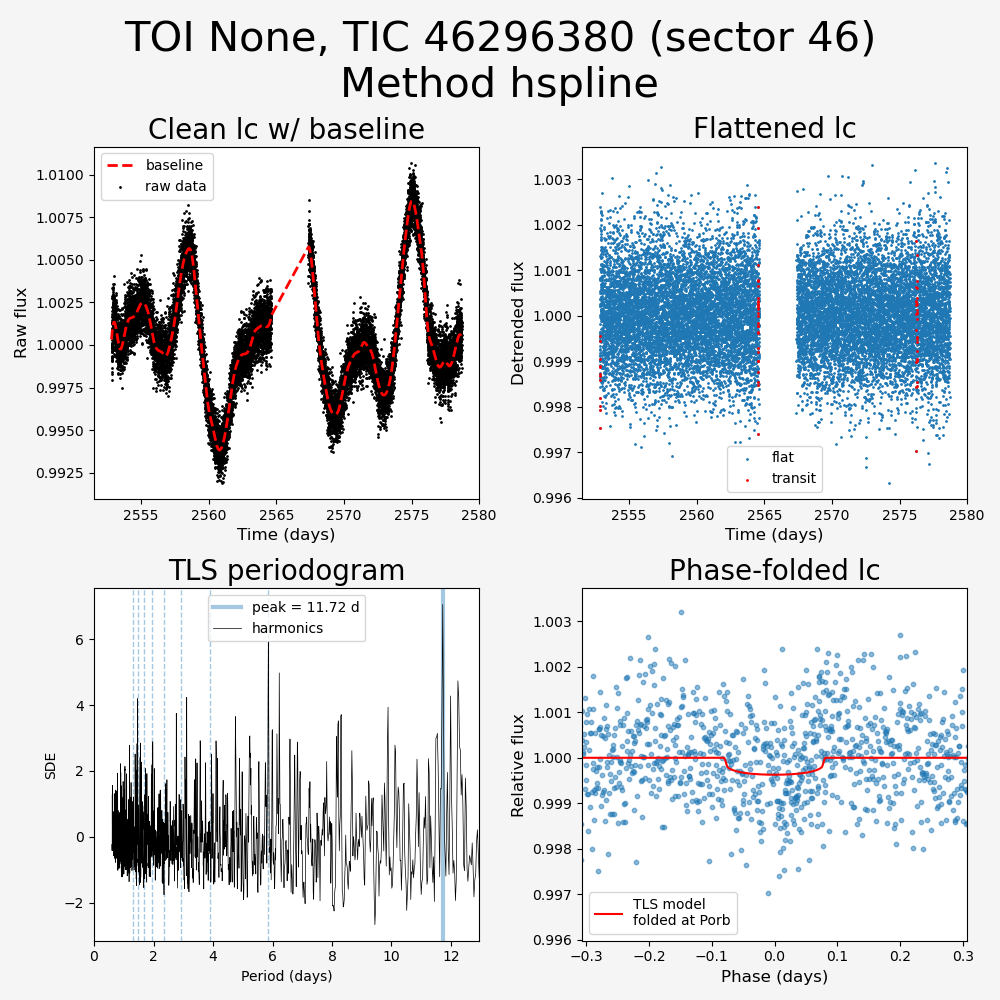 TOI None, TIC 46296380 (sector 46)
Method hspline
Clean lc w/ baseline
baseline
raw data
Raw flux
1.0100
1.0075
1.0050
1.0025
1.0000
0.9975
0.9950
0.9925
2555 2560 2565 2570 2575 2580
Time (days)
Flattened lc
Detrended flux
1.003
1.002
1.001
1.000
0.999
0.998
0.997
0.996
flat
transit
2555 2560 2565 2570 2575 2580
Time (days)
TLS periodogram
peak = 11.72 d
harmonics
SDE
6
4
2
0
−2
0 2 4 6 8 10 12
Period (days)
Phase-folded lc
Relative flux
1.003
1.002
1.001
1.000
0.999
0.998
0.997
0.996
TLS model
folded at Porb
−0.3 −0.2 −0.1 0.0 0.1 0.2 0.3
Phase (days)